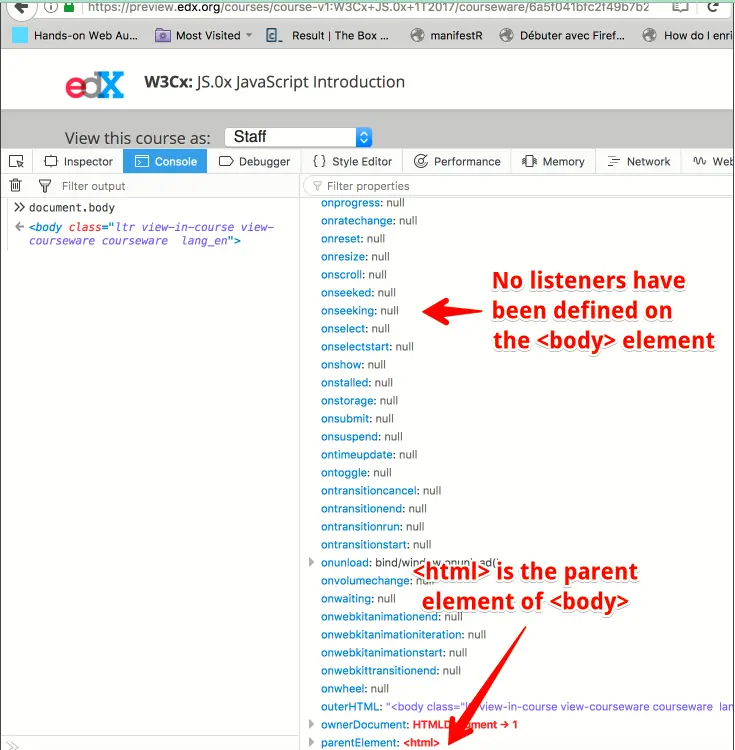 https://preview.edx.org/courses/course-v1:W3Cx+JS.0x+1T2017/courseware/6a5f041bfc2f49b7b2
Hands-on Web Au... Most Visited Result | The Box ... manifestR Débuter avec Firef... How do I enri
edX W3Cx: JS.0x JavaScript Introduction
View this course as: Staff
Inspector Console Debugger { } Style Editor Performance Memory Network Web
Filter output
Filter properties
document.body
<body class="ltr view-in-course view-
courseware courseware lang_en">
onprogress: null
onratechange: null
onreset: null
onresize: null
onscroll: null
onseeked: null
onseeking: null
onselect: null
onselectstart: null
onshow: null
onstalled: null
onstorage: null
onsubmit: null
onsuspend: null
ontimeupdate: null
ontoggle: null
ontransitioncancel: null
ontransitionend: null
ontransitionrun: null
ontransitionstart: null
onunload: bind/window.onunload()
onvolumechange: null
onwaiting: null
onwebkitanimationend: null
onwebkitanimationiteration: null
onwebkitanimationstart: null
onwebkittransitionend: null
onwheel: null
outerHTML: "<body class="ltr view-in-course view-courseware courseware lan
ownerDocument: HTMLDocument → 1
parentElement: <html>
No listeners have
been defined on
the <body> element
<html> is the parent
element of <body>